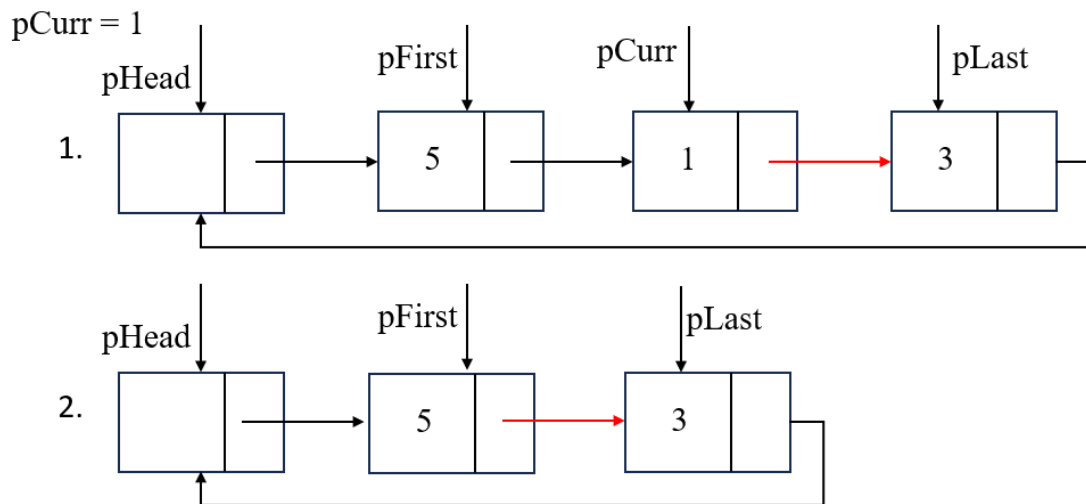 pCurr = 1
pHead
pFirst
pCurr
pLast
1.
5
1
3
pHead
pFirst
pLast
2.
5
3